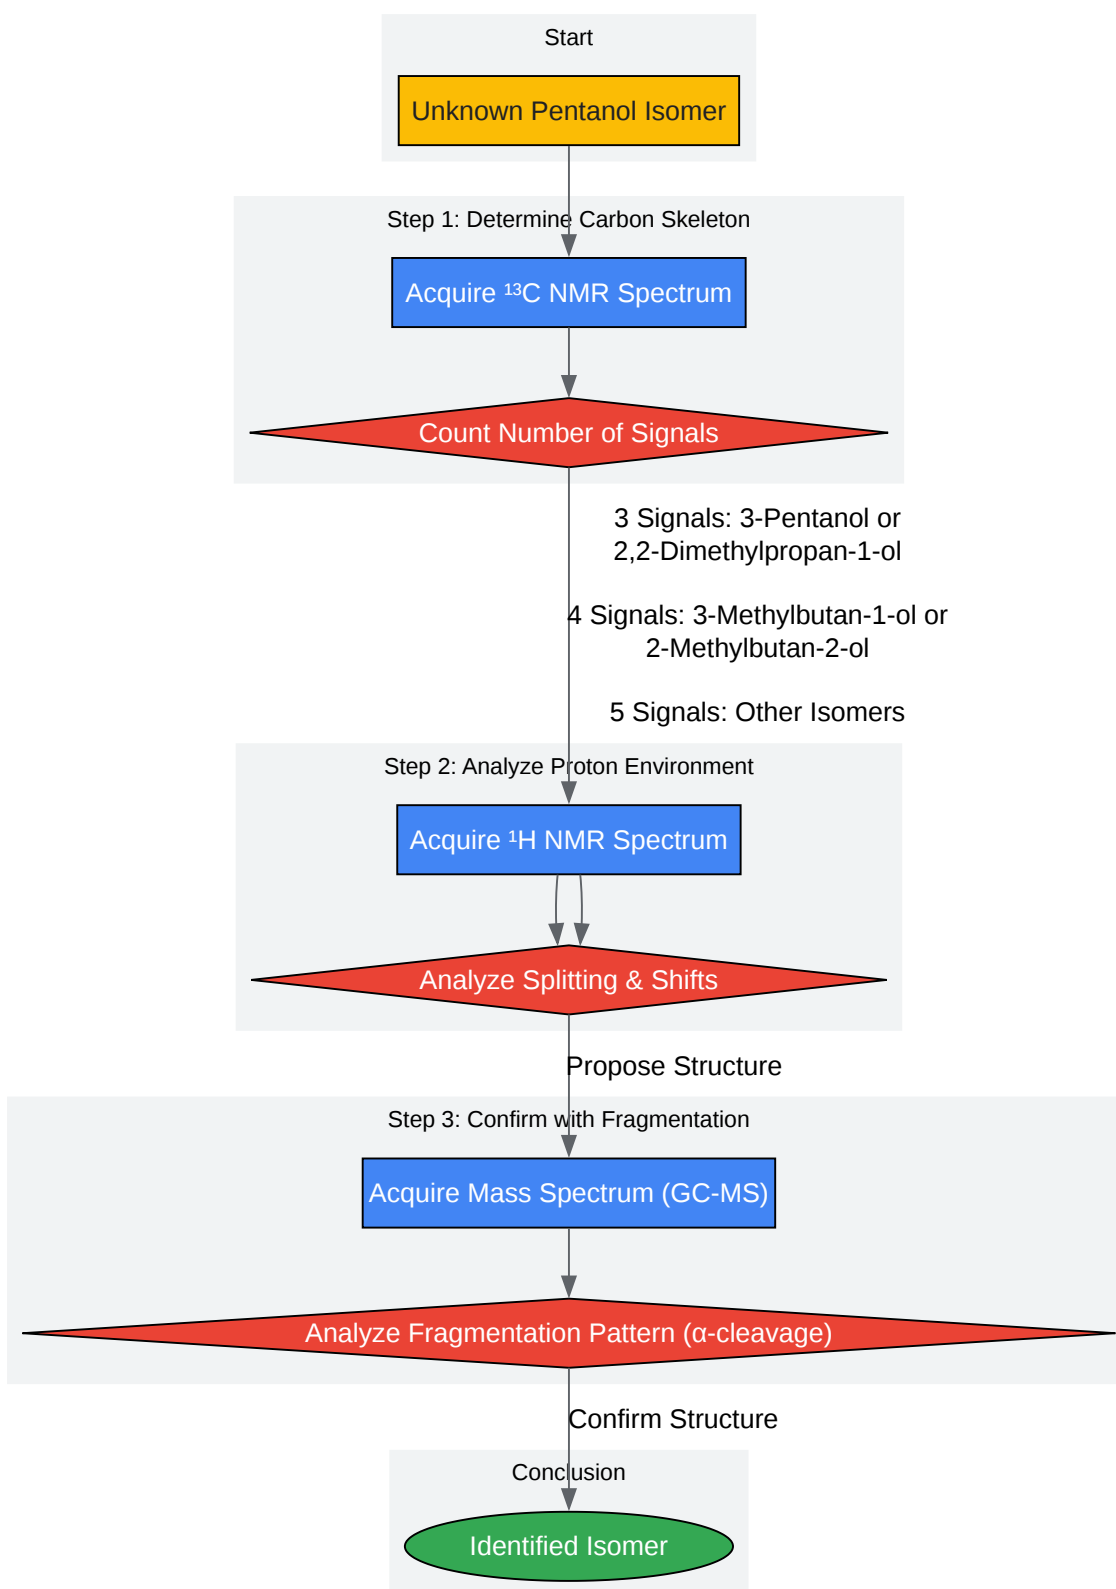 Start
Unknown Pentanol Isomer
Step 1: Determine Carbon Skeleton
Acquire ¹³C NMR Spectrum
Count Number of Signals
3 Signals: 3-Pentanol or
2,2-Dimethylpropan-1-ol
4 Signals: 3-Methylbutan-1-ol or
2-Methylbutan-2-ol
5 Signals: Other Isomers
Step 2: Analyze Proton Environment
Acquire ¹H NMR Spectrum
Analyze Splitting & Shifts
Propose Structure
Step 3: Confirm with Fragmentation
Acquire Mass Spectrum (GC-MS)
Analyze Fragmentation Pattern (α-cleavage)
Confirm Structure
Conclusion
Identified Isomer